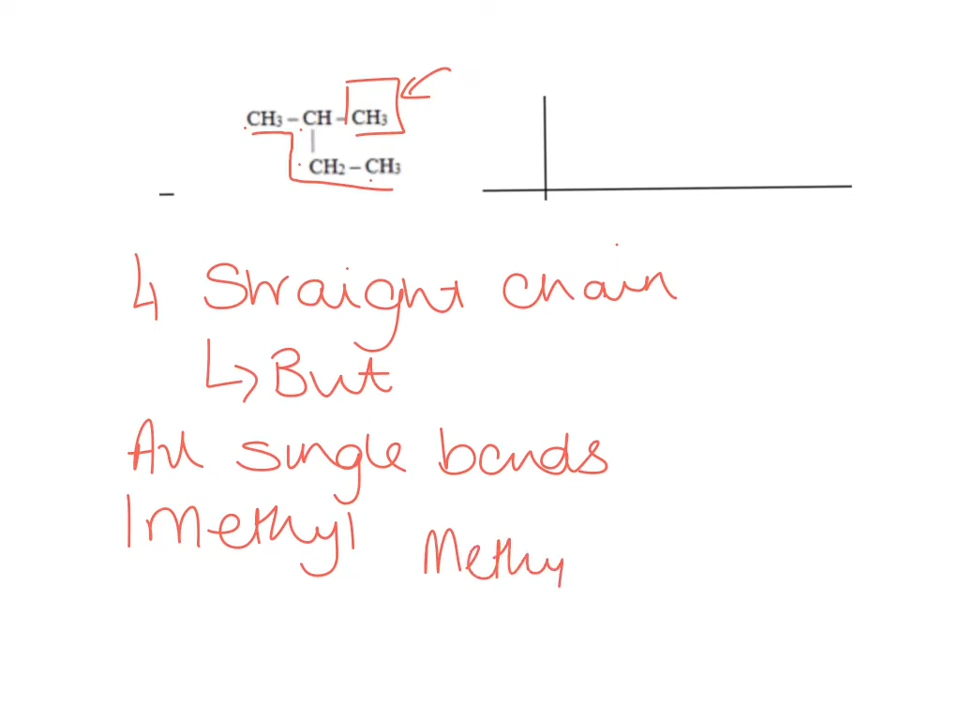 CH3 – CH – CH3
|
CH2 – CH3
4 Straight chain
↳ But
All single bonds
1 methyl Methy